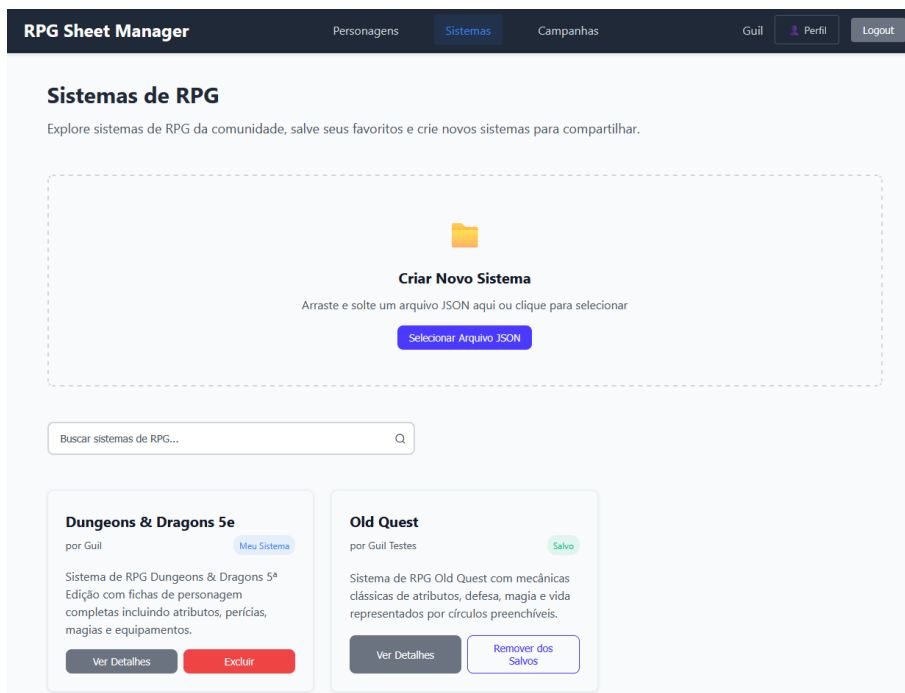 RPG Sheet Manager
Personagens
Sistemas
Campanhas
Guil
Perfil
Logout
Sistemas de RPG
Explore sistemas de RPG da comunidade, salve seus favoritos e crie novos sistemas para compartilhar.
Criar Novo Sistema
Arraste e solte um arquivo JSON aqui ou clique para selecionar
Selecionar Arquivo JSON
Buscar sistemas de RPG...
Dungeons & Dragons 5e
por Guil
Meu Sistema
Sistema de RPG Dungeons & Dragons 5ª
Edição com fichas de personagem
completas incluindo atributos, perícias,
magias e equipamentos.
Ver Detalhes
Excluir
Old Quest
por Guil Testes
Salvo
Sistema de RPG Old Quest com mecânicas
clássicas de atributos, defesa, magia e vida
representados por círculos preenchíveis.
Ver Detalhes
Remover dos
Salvos